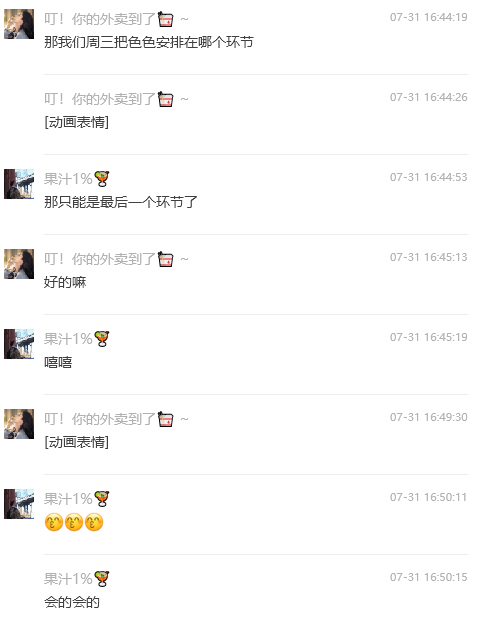 叮！你的外卖到了🥡 ~
07-31 16:44:19
那我们周三把色色安排在哪个环节
叮！你的外卖到了🥡 ~
07-31 16:44:26
[动画表情]
果汁1%🍹
07-31 16:44:53
那只能是最后一个环节了
叮！你的外卖到了🥡 ~
07-31 16:45:13
好的嘛
果汁1%🍹
07-31 16:45:19
嘻嘻
叮！你的外卖到了🥡 ~
07-31 16:49:30
[动画表情]
果汁1%🍹
07-31 16:50:11
😙😙😙
果汁1%🍹
07-31 16:50:15
会的会的